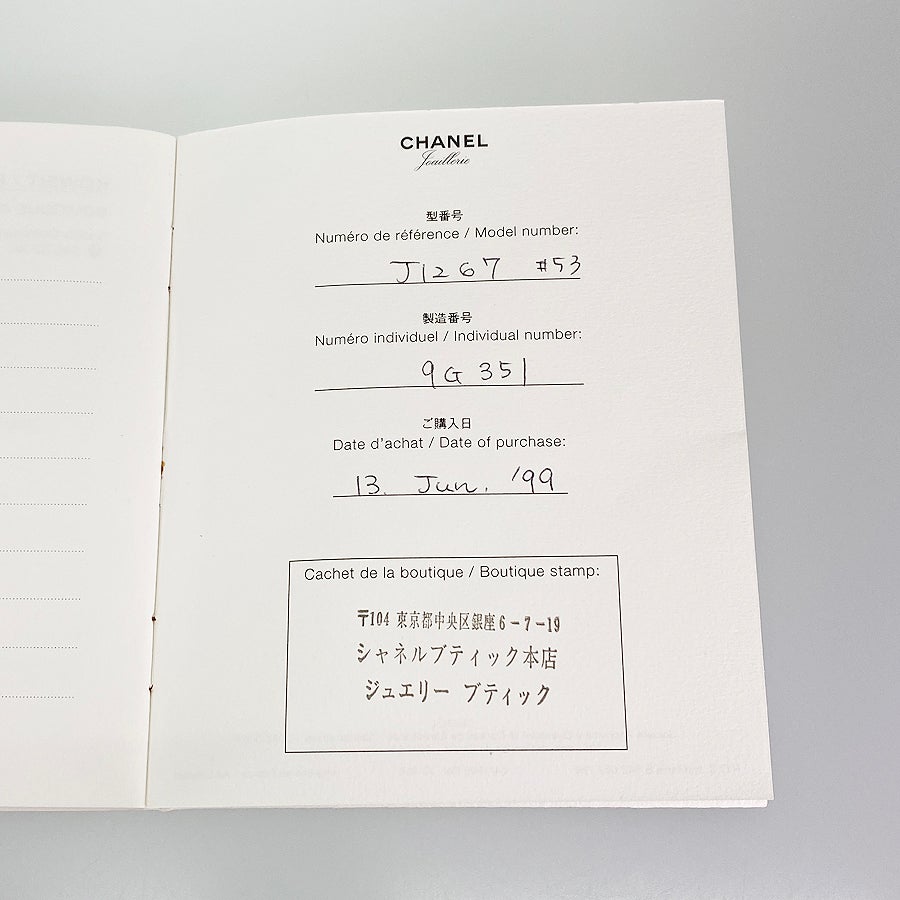 CHANEL
Joaillerie
型番号
Numéro de référence / Model number:
J1267 #53
製造番号
Numéro individuel / Individual number:
9G 351
ご購入日
Date d'achat / Date of purchase:
13. Jun. '99
Cachet de la boutique / Boutique stamp:
〒104 東京都中央区銀座6-7-19
シャネルブティック本店
ジュエリー ブティック